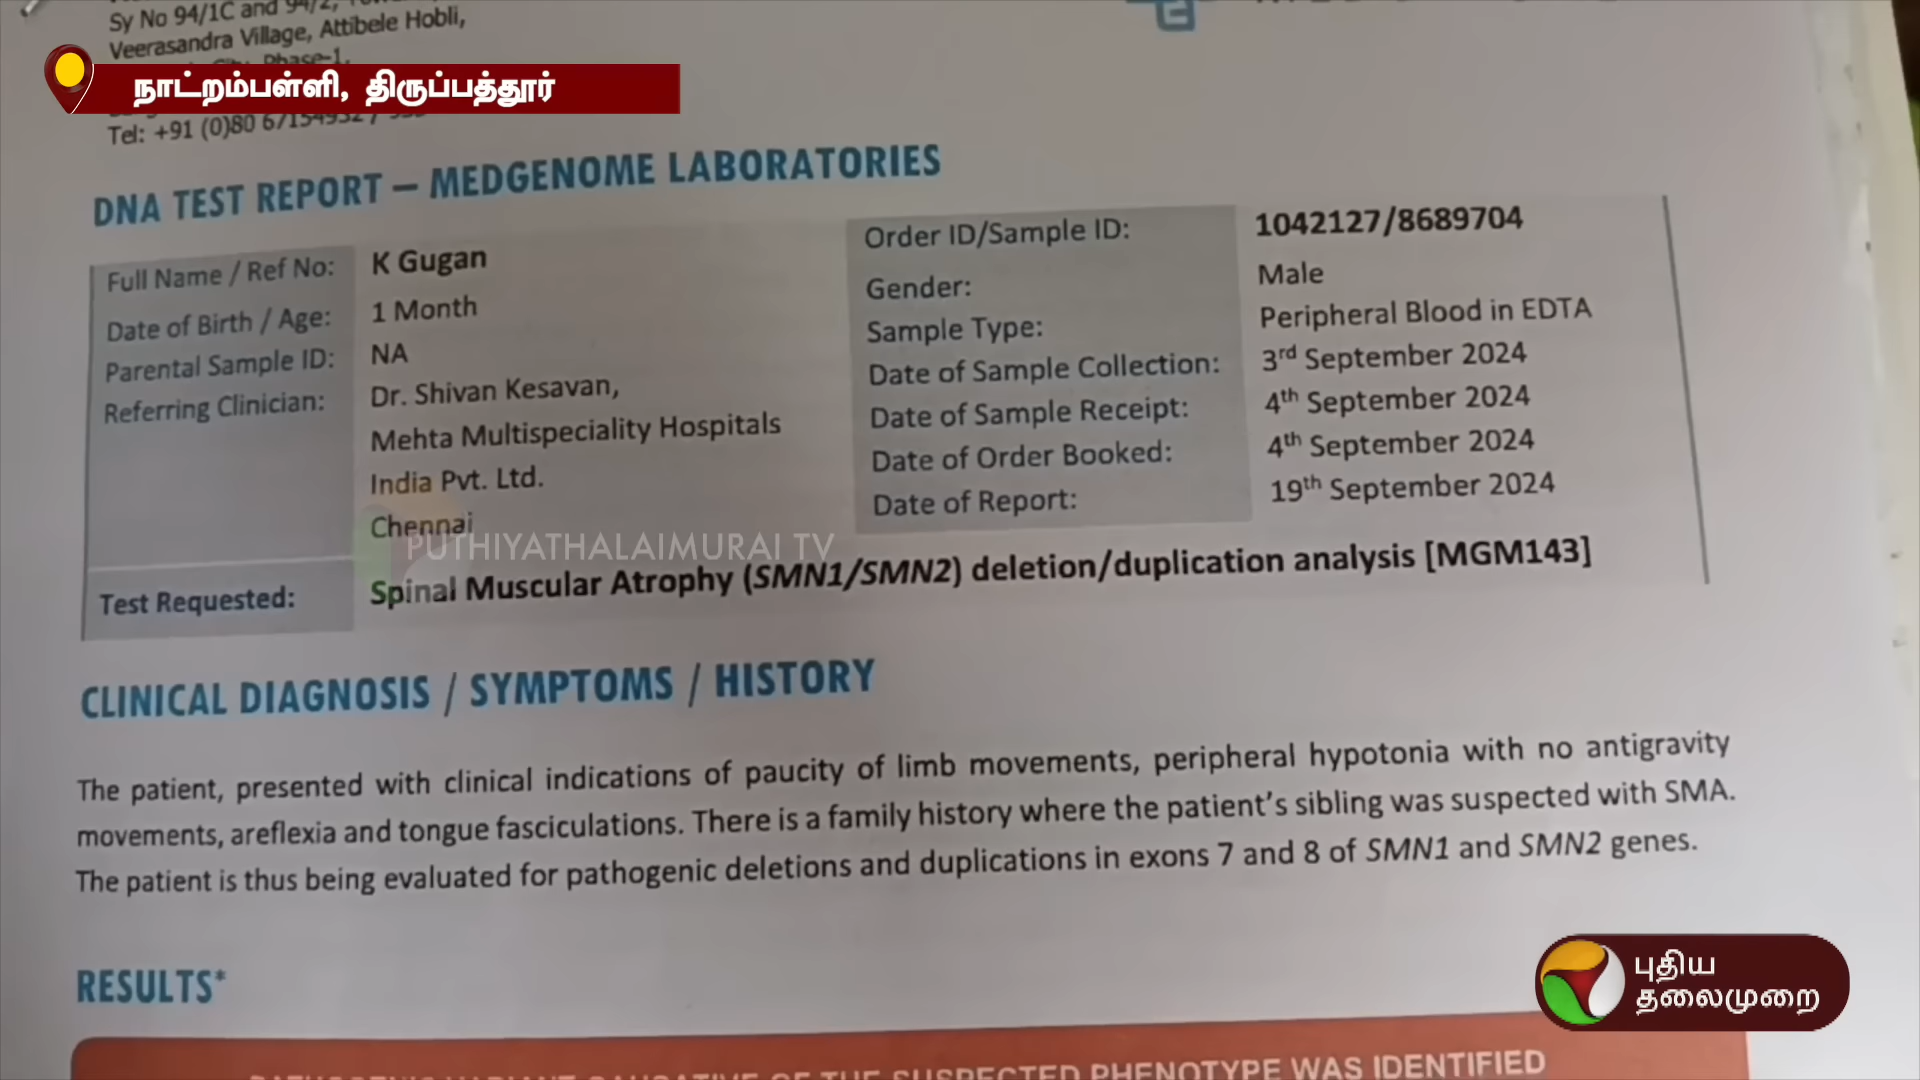 Sy No 94/1C and 94/2,
Veerasandra Village, Attibele Hobli,
Phase-1,
நாட்றம்பள்ளி, திருப்பத்தூர்
Tel: +91 (0)80 67154932 /
DNA TEST REPORT – MEDGENOME LABORATORIES
Full Name / Ref No: K Gugan Order ID/Sample ID: 1042127/8689704
Date of Birth / Age: 1 Month Gender: Male
Parental Sample ID: NA Sample Type: Peripheral Blood in EDTA
Referring Clinician: Dr. Shivan Kesavan, Date of Sample Collection: 3rd September 2024
Mehta Multispeciality Hospitals Date of Sample Receipt: 4th September 2024
India Pvt. Ltd. Date of Order Booked: 4th September 2024
Chennai Date of Report: 19th September 2024
PUTHIYATHALAIMURAI TV
Test Requested: Spinal Muscular Atrophy (SMN1/SMN2) deletion/duplication analysis [MGM143]
CLINICAL DIAGNOSIS / SYMPTOMS / HISTORY
The patient, presented with clinical indications of paucity of limb movements, peripheral hypotonia with no antigravity
movements, areflexia and tongue fasciculations. There is a family history where the patient's sibling was suspected with SMA.
The patient is thus being evaluated for pathogenic deletions and duplications in exons 7 and 8 of SMN1 and SMN2 genes.
RESULTS*
புதிய
தலைமுறை
OF THE SUSPECTED PHENOTYPE WAS IDENTIFIED